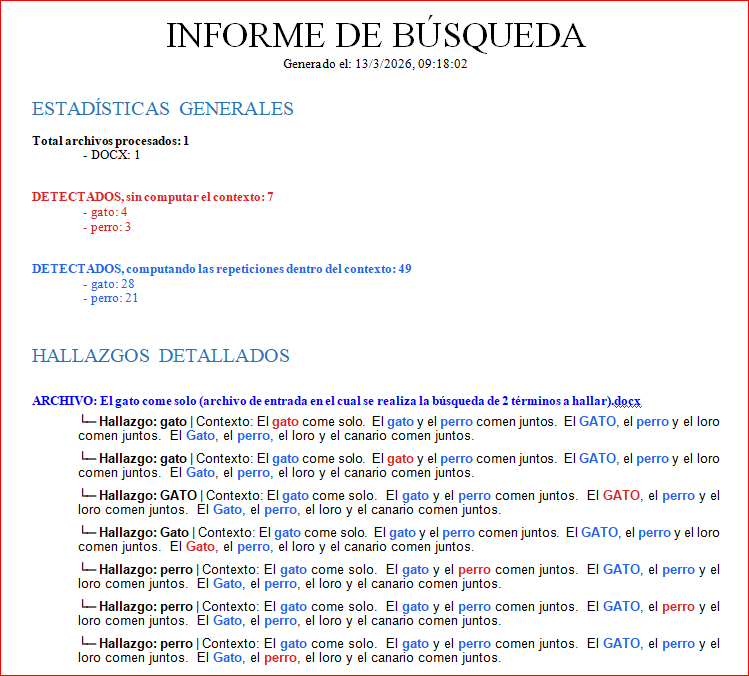 INFORME DE BÚSQUEDA
Generado el: 13/3/2026, 09:18:02
ESTADÍSTICAS GENERALES
Total archivos procesados: 1
- DOCX: 1
DETECTADOS, sin computar el contexto: 7
- gato: 4
- perro: 3
DETECTADOS, computando las repeticiones dentro del contexto: 49
- gato: 28
- perro: 21
HALLAZGOS DETALLADOS
ARCHIVO: El gato come solo (archivo de entrada en el cual se realiza la búsqueda de 2 términos a hallar).docx
└─ Hallazgo: gato | Contexto: El gato come solo. El gato y el perro comen juntos. El GATO, el perro y el loro
comen juntos. El Gato, el perro, el loro y el canario comen juntos.
└─ Hallazgo: gato | Contexto: El gato come solo. El gato y el perro comen juntos. El GATO, el perro y el loro
comen juntos. El Gato, el perro, el loro y el canario comen juntos.
└─ Hallazgo: GATO | Contexto: El gato come solo. El gato y el perro comen juntos. El GATO, el perro y el
loro comen juntos. El Gato, el perro, el loro y el canario comen juntos.
└─ Hallazgo: Gato | Contexto: El gato come solo. El gato y el perro comen juntos. El GATO, el perro y el loro
comen juntos. El Gato, el perro, el loro y el canario comen juntos.
└─ Hallazgo: perro | Contexto: El gato come solo. El gato y el perro comen juntos. El GATO, el perro y el
loro comen juntos. El Gato, el perro, el loro y el canario comen juntos.
└─ Hallazgo: perro | Contexto: El gato come solo. El gato y el perro comen juntos. El GATO, el perro y el
loro comen juntos. El Gato, el perro, el loro y el canario comen juntos.
└─ Hallazgo: perro | Contexto: El gato come solo. El gato y el perro comen juntos. El GATO, el perro y el
loro comen juntos. El Gato, el perro, el loro y el canario comen juntos.